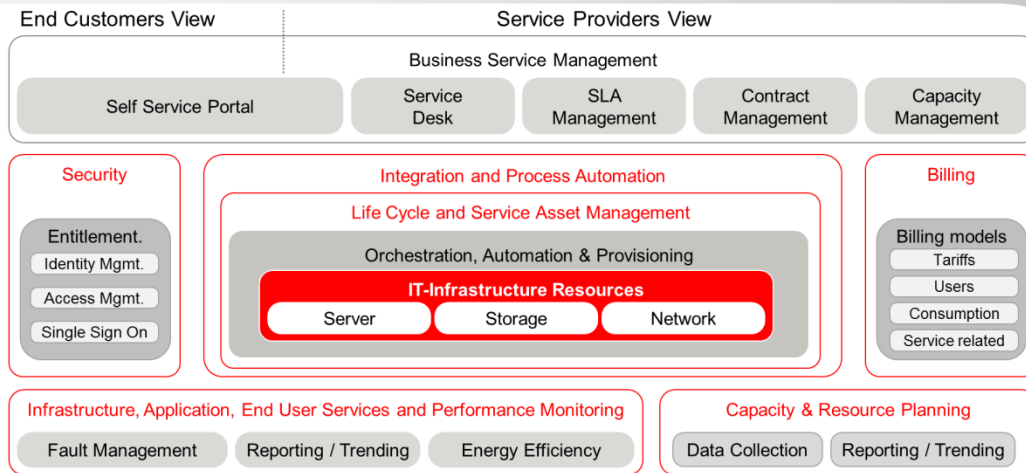 End Customers View
Service Providers View
Business Service Management
Self Service Portal
Service
Desk
SLA
Management
Contract
Management
Capacity
Management
Security
Entitlement.
Identity Mgmt.
Access Mgmt.
Single Sign On
Integration and Process Automation
Life Cycle and Service Asset Management
Orchestration, Automation & Provisioning
IT-Infrastructure Resources
Server
Storage
Network
Billing
Billing models
Tariffs
Users
Consumption
Service related
Infrastructure, Application, End User Services and Performance Monitoring
Fault Management
Reporting / Trending
Energy Efficiency
Capacity & Resource Planning
Data Collection
Reporting / Trending